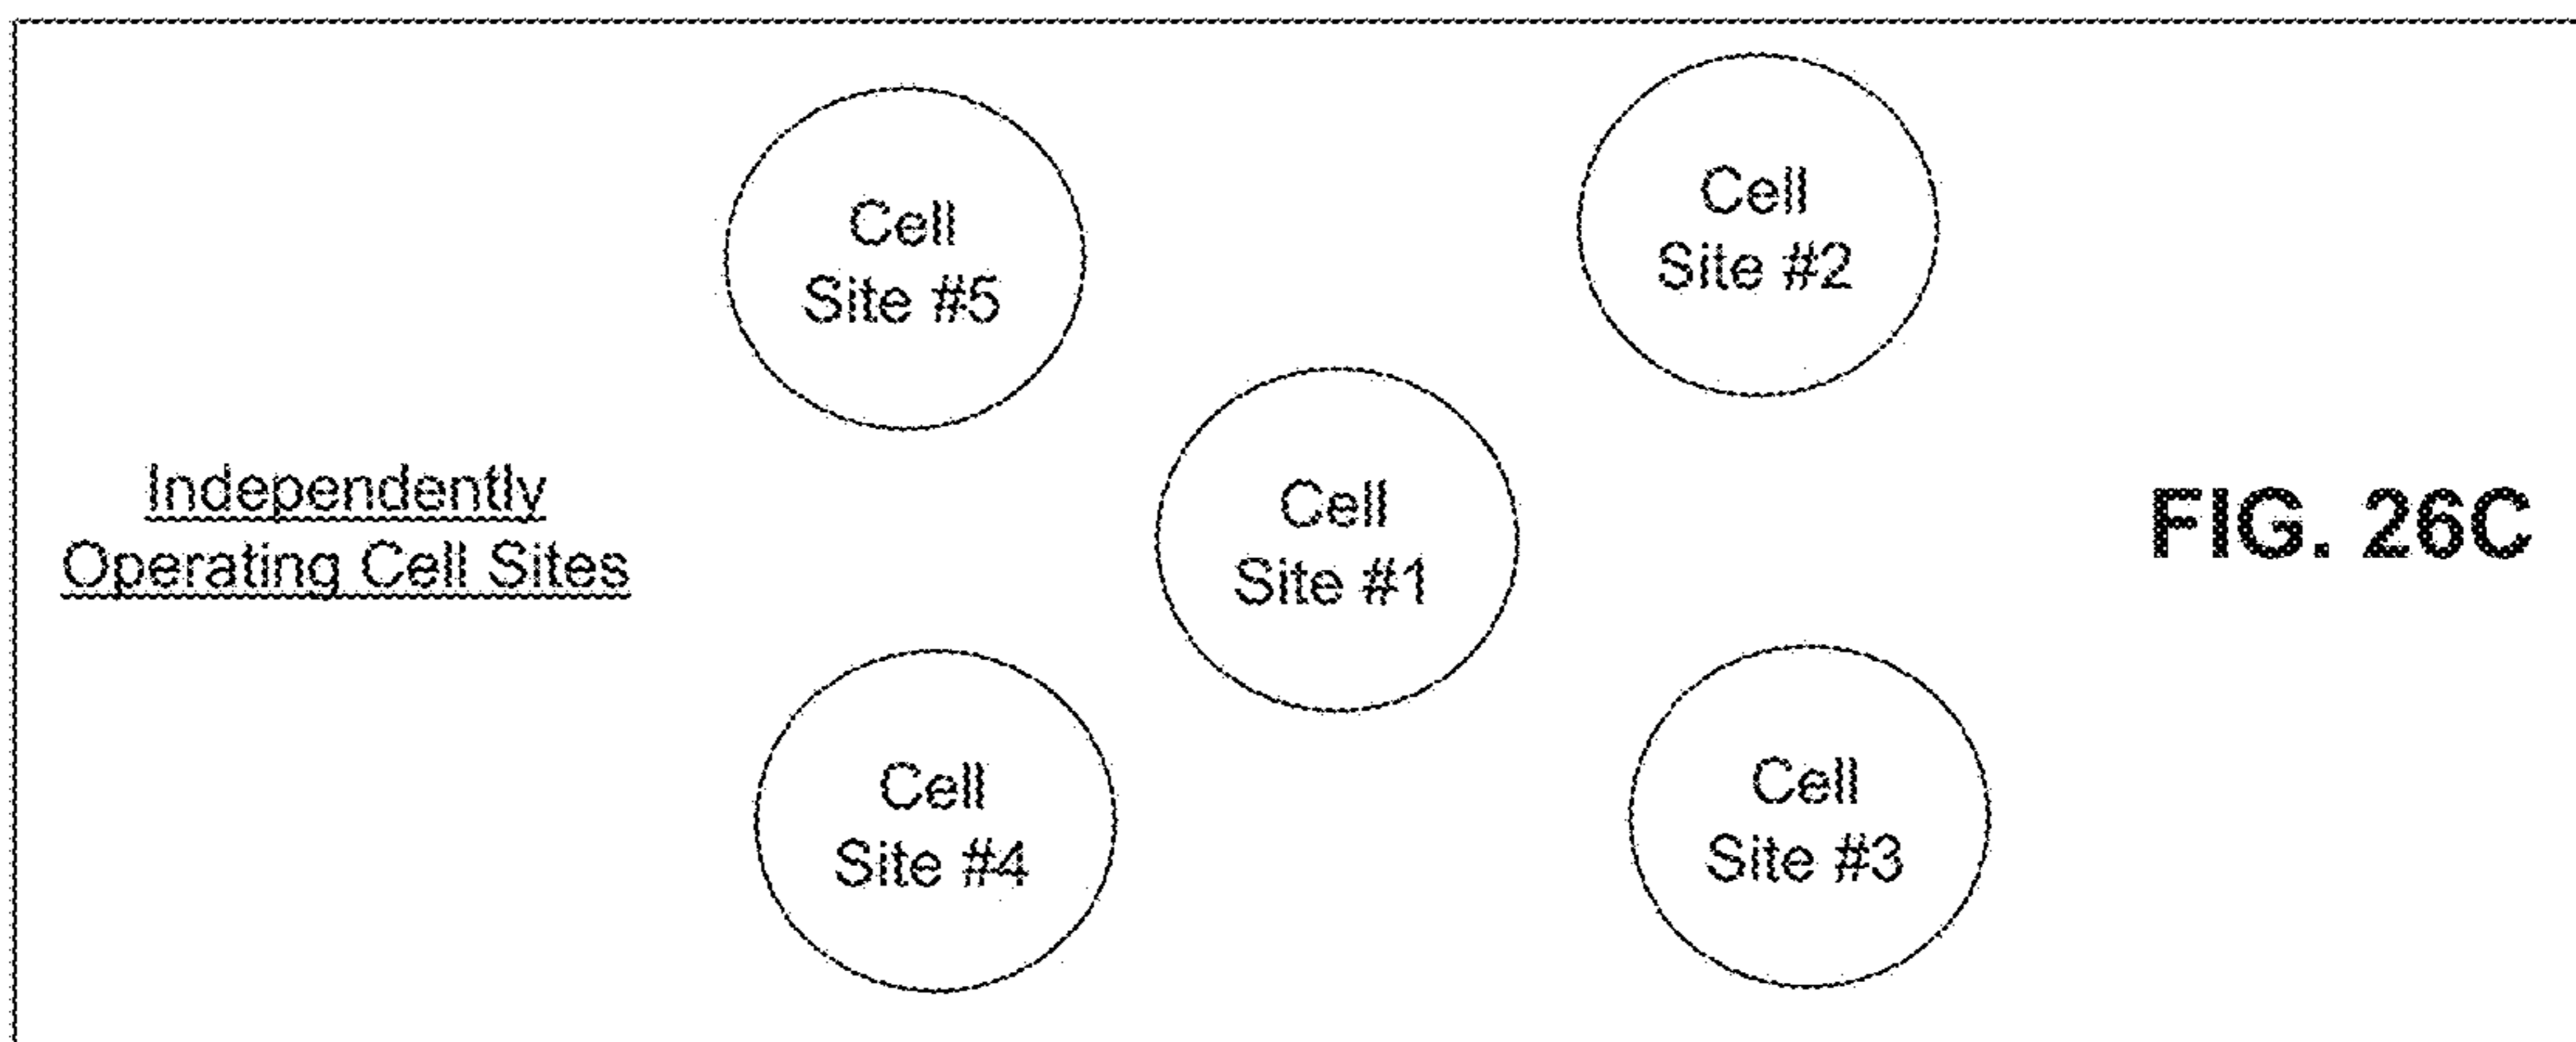 Cell
Site #5
Cell
Site #2
Independently
Operating Cell Sites
Cell
Site #1
FIG. 26C
Cell
Site #4
Cell
Site #3